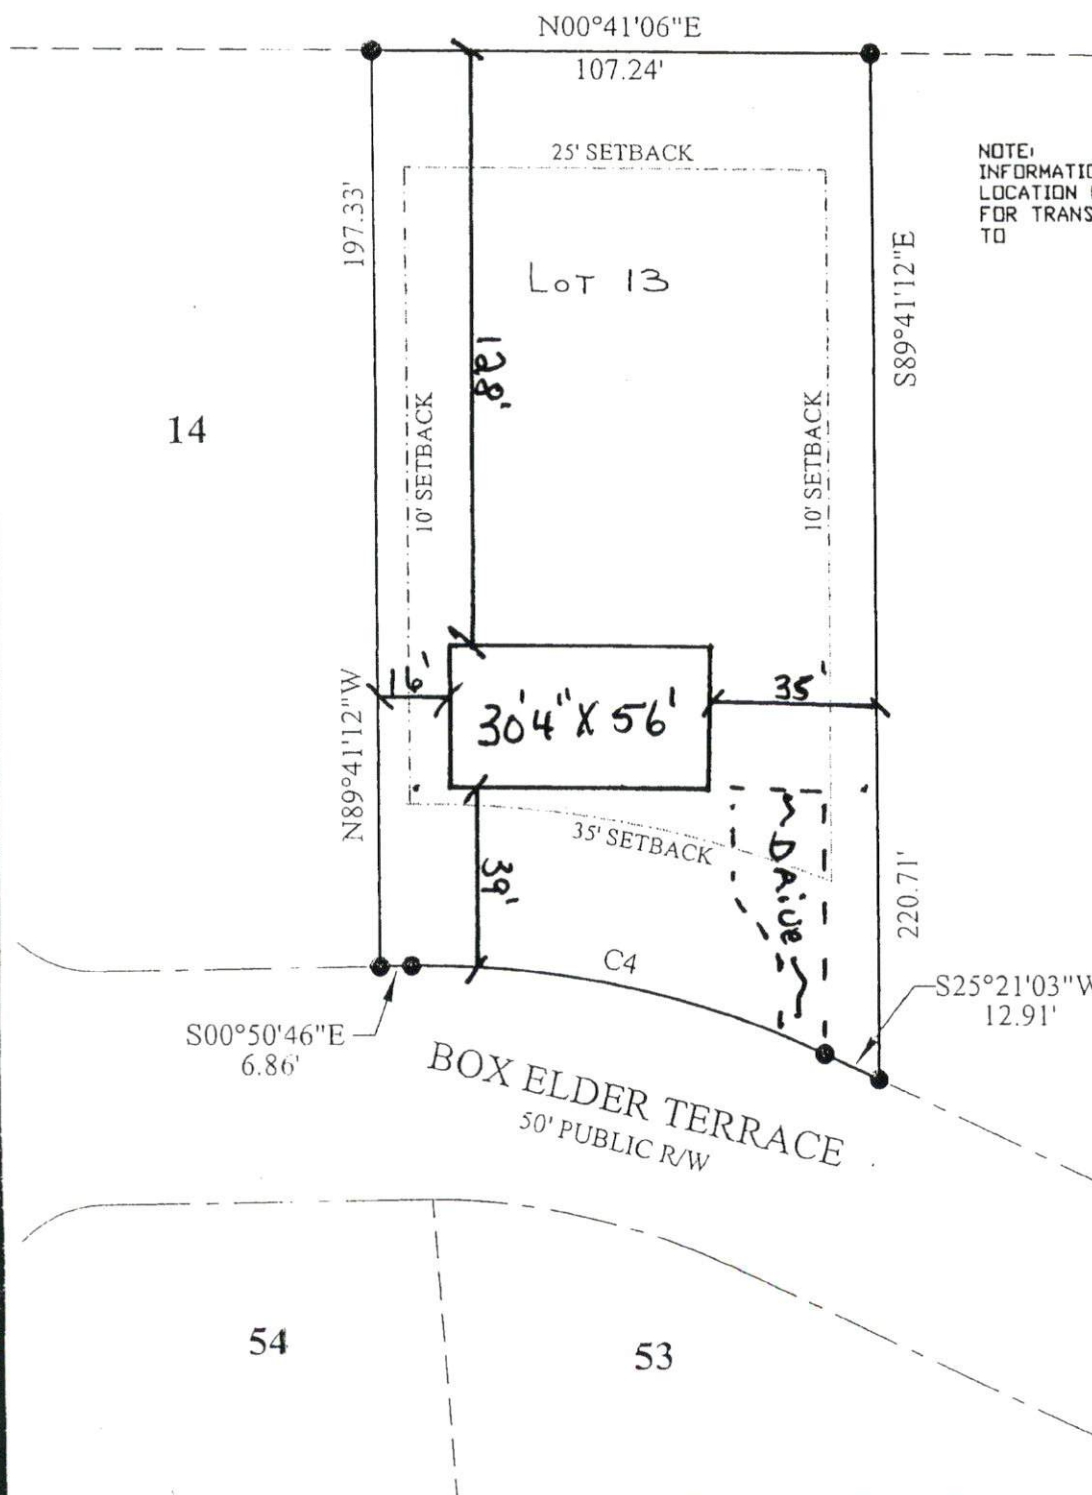 N00°41'06"E
107.24'
25' SETBACK
NOTE:
INFORMATIO
LOCATION
FOR TRANS
TO
197.33'
Lot 13
S89°41'12"E
128'
14
10' SETBACK
10' SETBACK
16'
35'
30'4" X 56'
N89°41'12"W
35' SETBACK
DRIVE
39'
220.71'
C4
S25°21'03"W
12.91'
S00°50'46"E
6.86'
BOX ELDER TERRACE
50' PUBLIC R/W
54
53